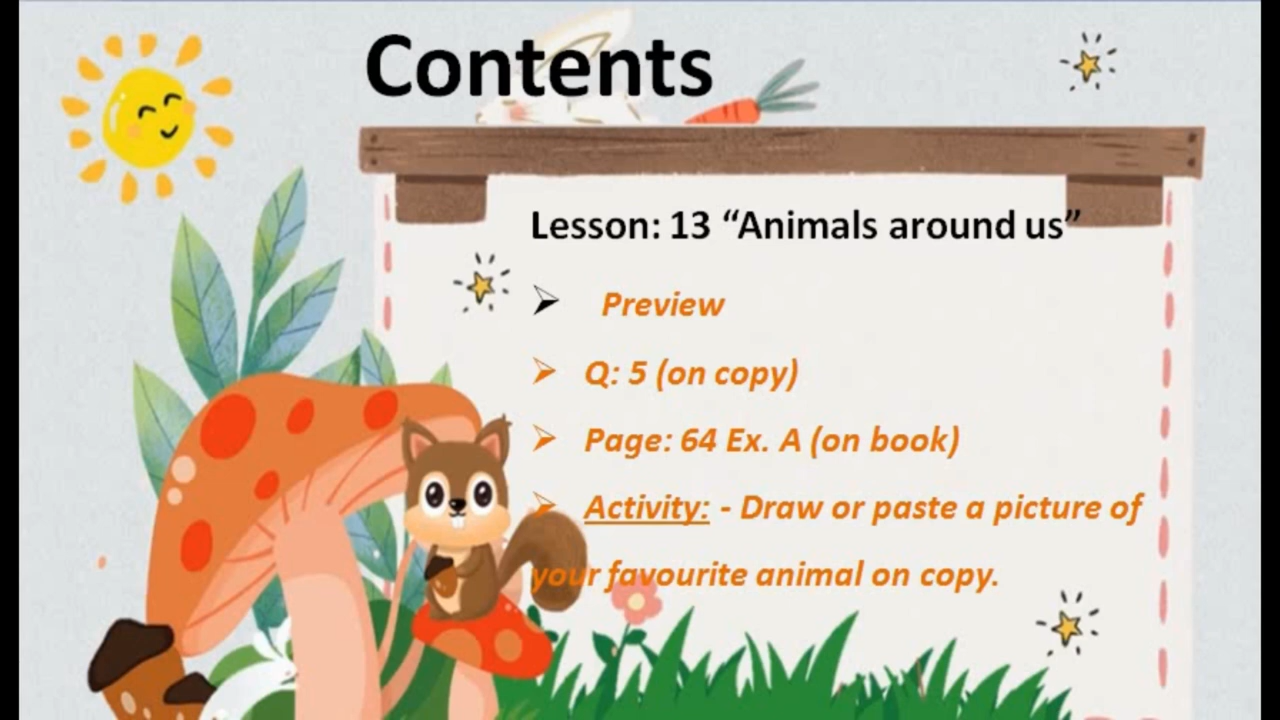 Contents
Lesson: 13 “Animals around us”
➢ Preview
➢ Q: 5 (on copy)
➢ Page: 64 Ex. A (on book)
➢ Activity: - Draw or paste a picture of
your favourite animal on copy.